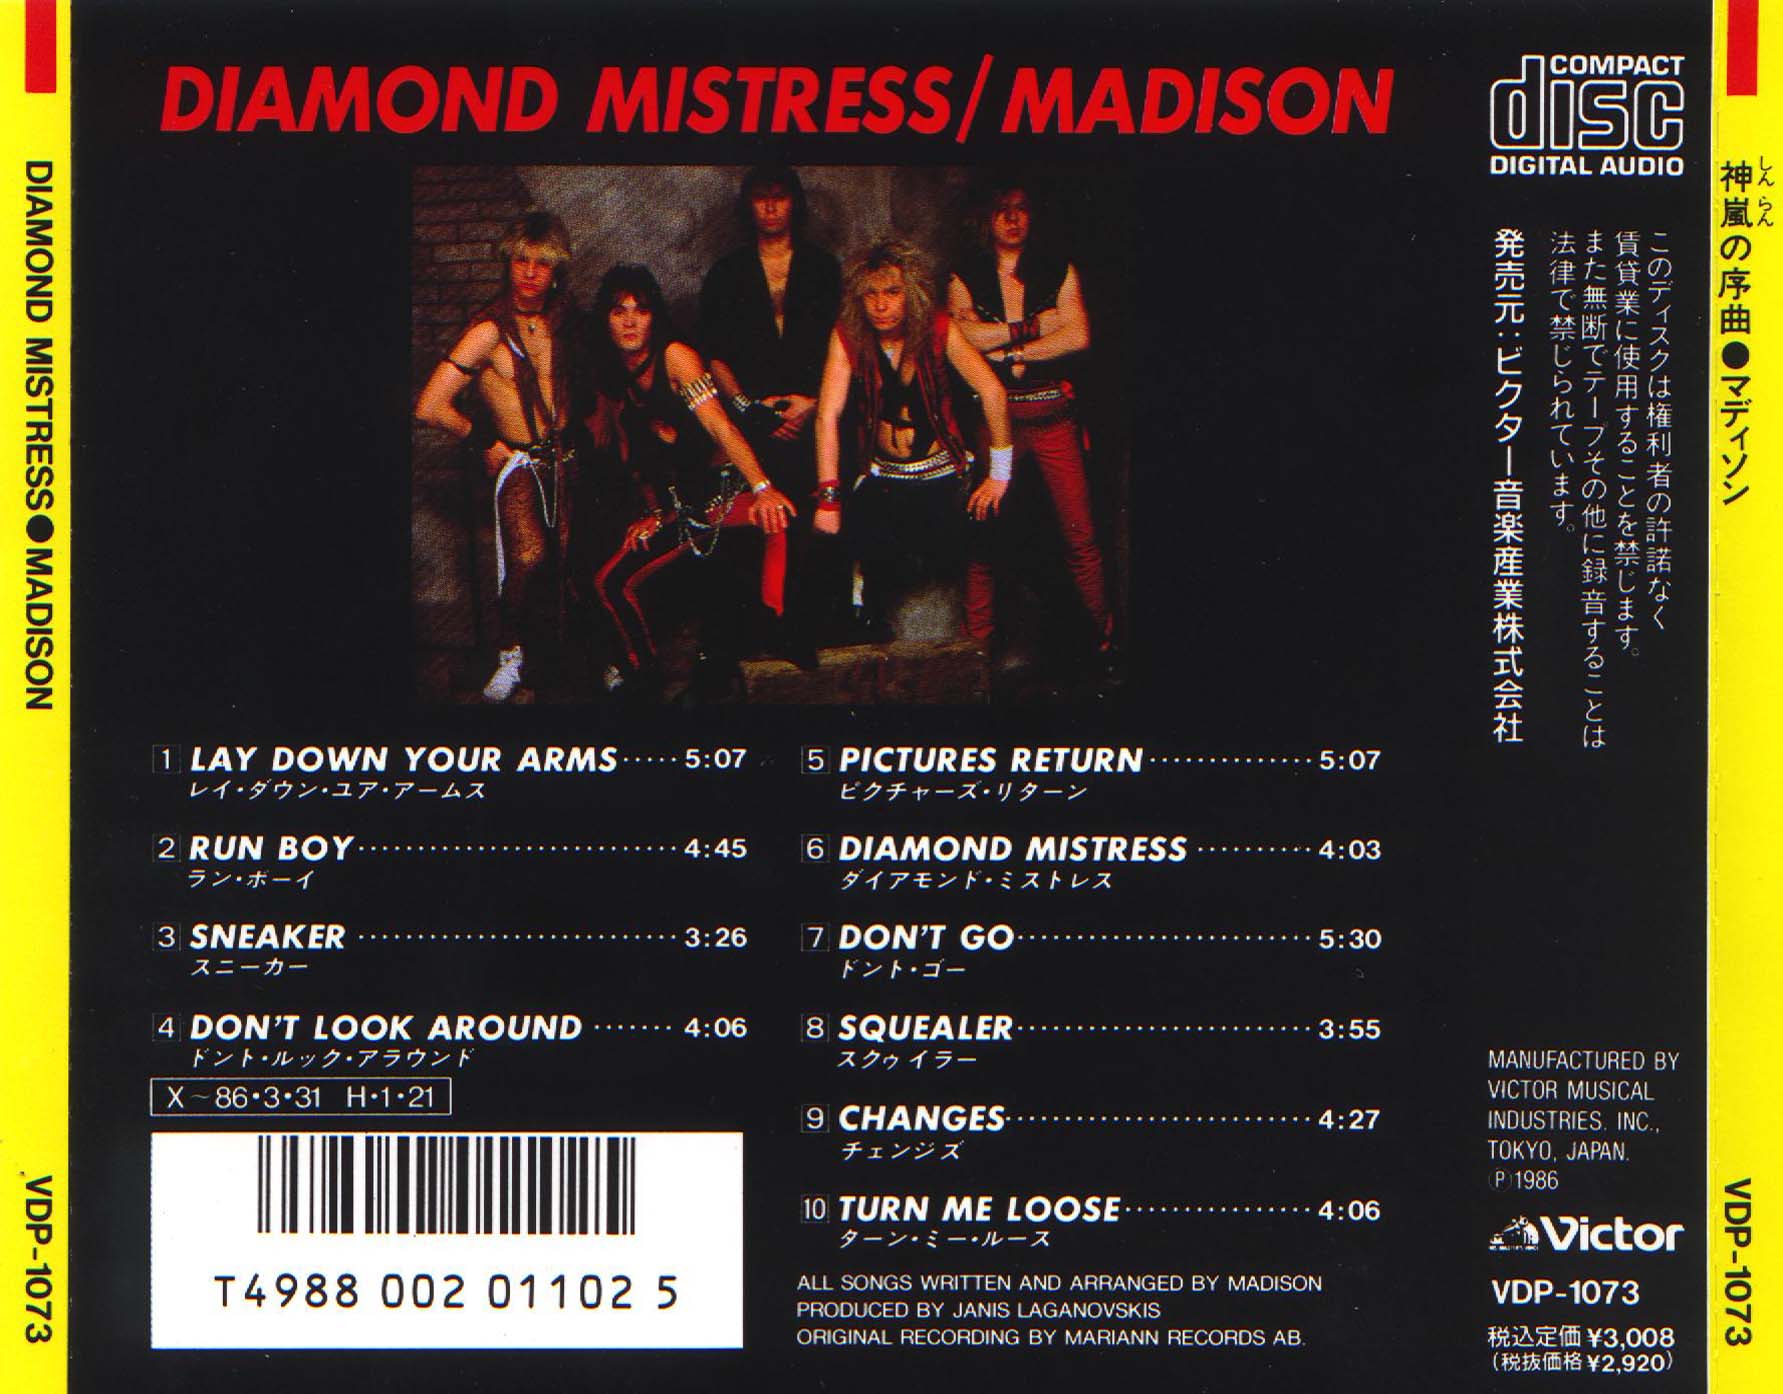 DIAMOND MISTRESS●MADISON
VDP-1073
DIAMOND MISTRESS/MADISON
1 LAY DOWN YOUR ARMS ····· 5:07
レイ・ダウン・ユア・アームス
2 RUN BOY ··························· 4:45
ラン・ボーイ
3 SNEAKER ··························· 3:26
スニーカー
4 DON'T LOOK AROUND ······· 4:06
ドント・ルック・アラウンド
X〜86・3・31 H・1・21
T4988 002 01102 5
5 PICTURES RETURN ·············· 5:07
ピクチャーズ・リターン
6 DIAMOND MISTRESS ·········· 4:03
ダイアモンド・ミストレス
7 DON'T GO ························· 5:30
ドント・ゴー
8 SQUEALER ························· 3:55
スクゥイラー
9 CHANGES ·························· 4:27
チェンジズ
10 TURN ME LOOSE ················ 4:06
ターン・ミー・ルース
ALL SONGS WRITTEN AND ARRANGED BY MADISON
PRODUCED BY JANIS LAGANOVSKIS
ORIGINAL RECORDING BY MARIANN RECORDS AB.
COMPACT
disc
DIGITAL AUDIO
このディスクは権利者の許諾なく
賃貸業に使用することを禁じます。
また無断でテープその他に録音することは
法律で禁じられています。
発売元:ビクター音楽産業株式会社
MANUFACTURED BY
VICTOR MUSICAL
INDUSTRIES. INC.,
TOKYO, JAPAN.
Ⓟ1986
Victor
VDP-1073
税込定価 ¥3,008
(税抜価格 ¥2,920)
しんらん
神嵐の序曲●マディソン
VDP-1073